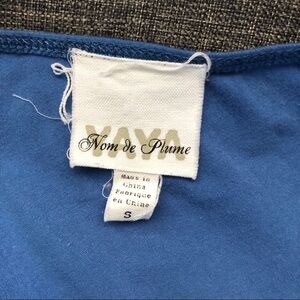 YAYA
Nom de Plume
Made in
China
Fabrique
en Chine
S